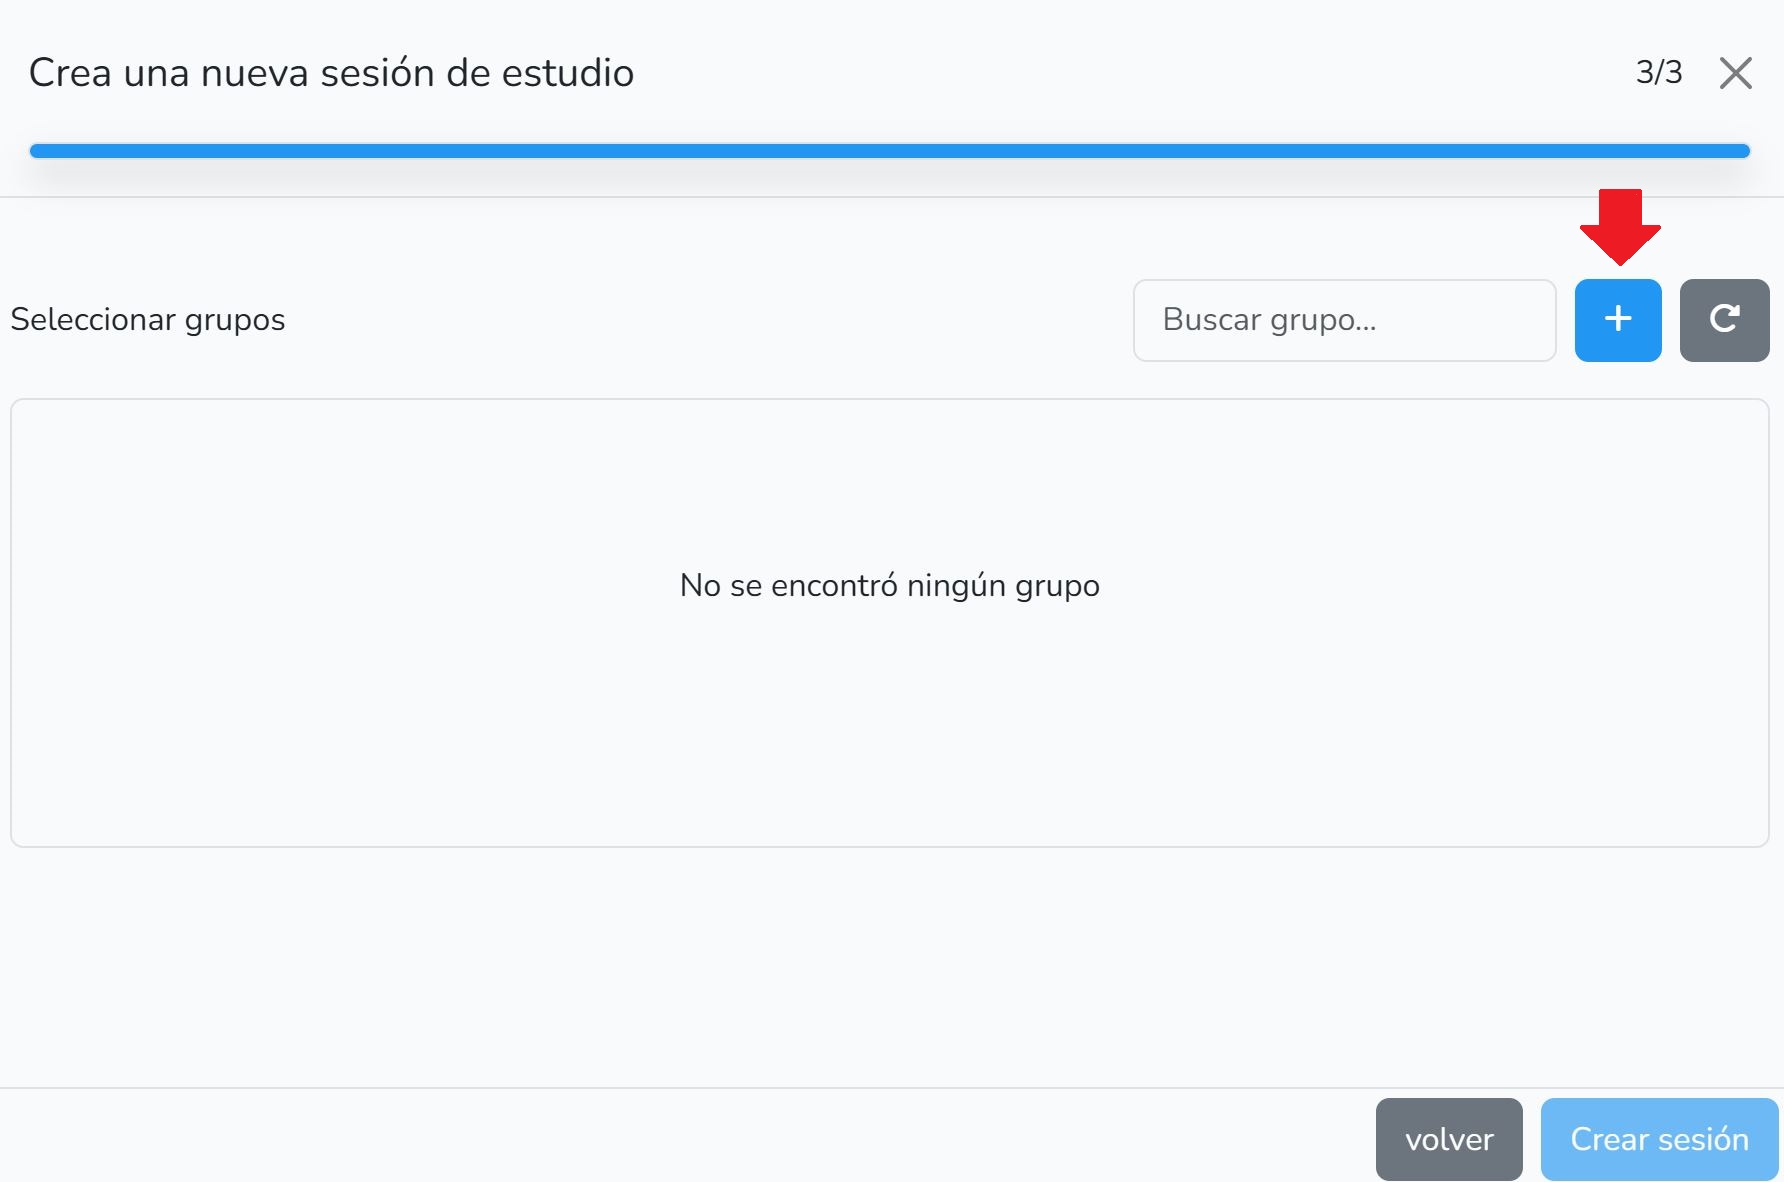 Crea una nueva sesión de estudio
3/3
Seleccionar grupos
Buscar grupo...
No se encontró ningún grupo
volver
Crear sesión